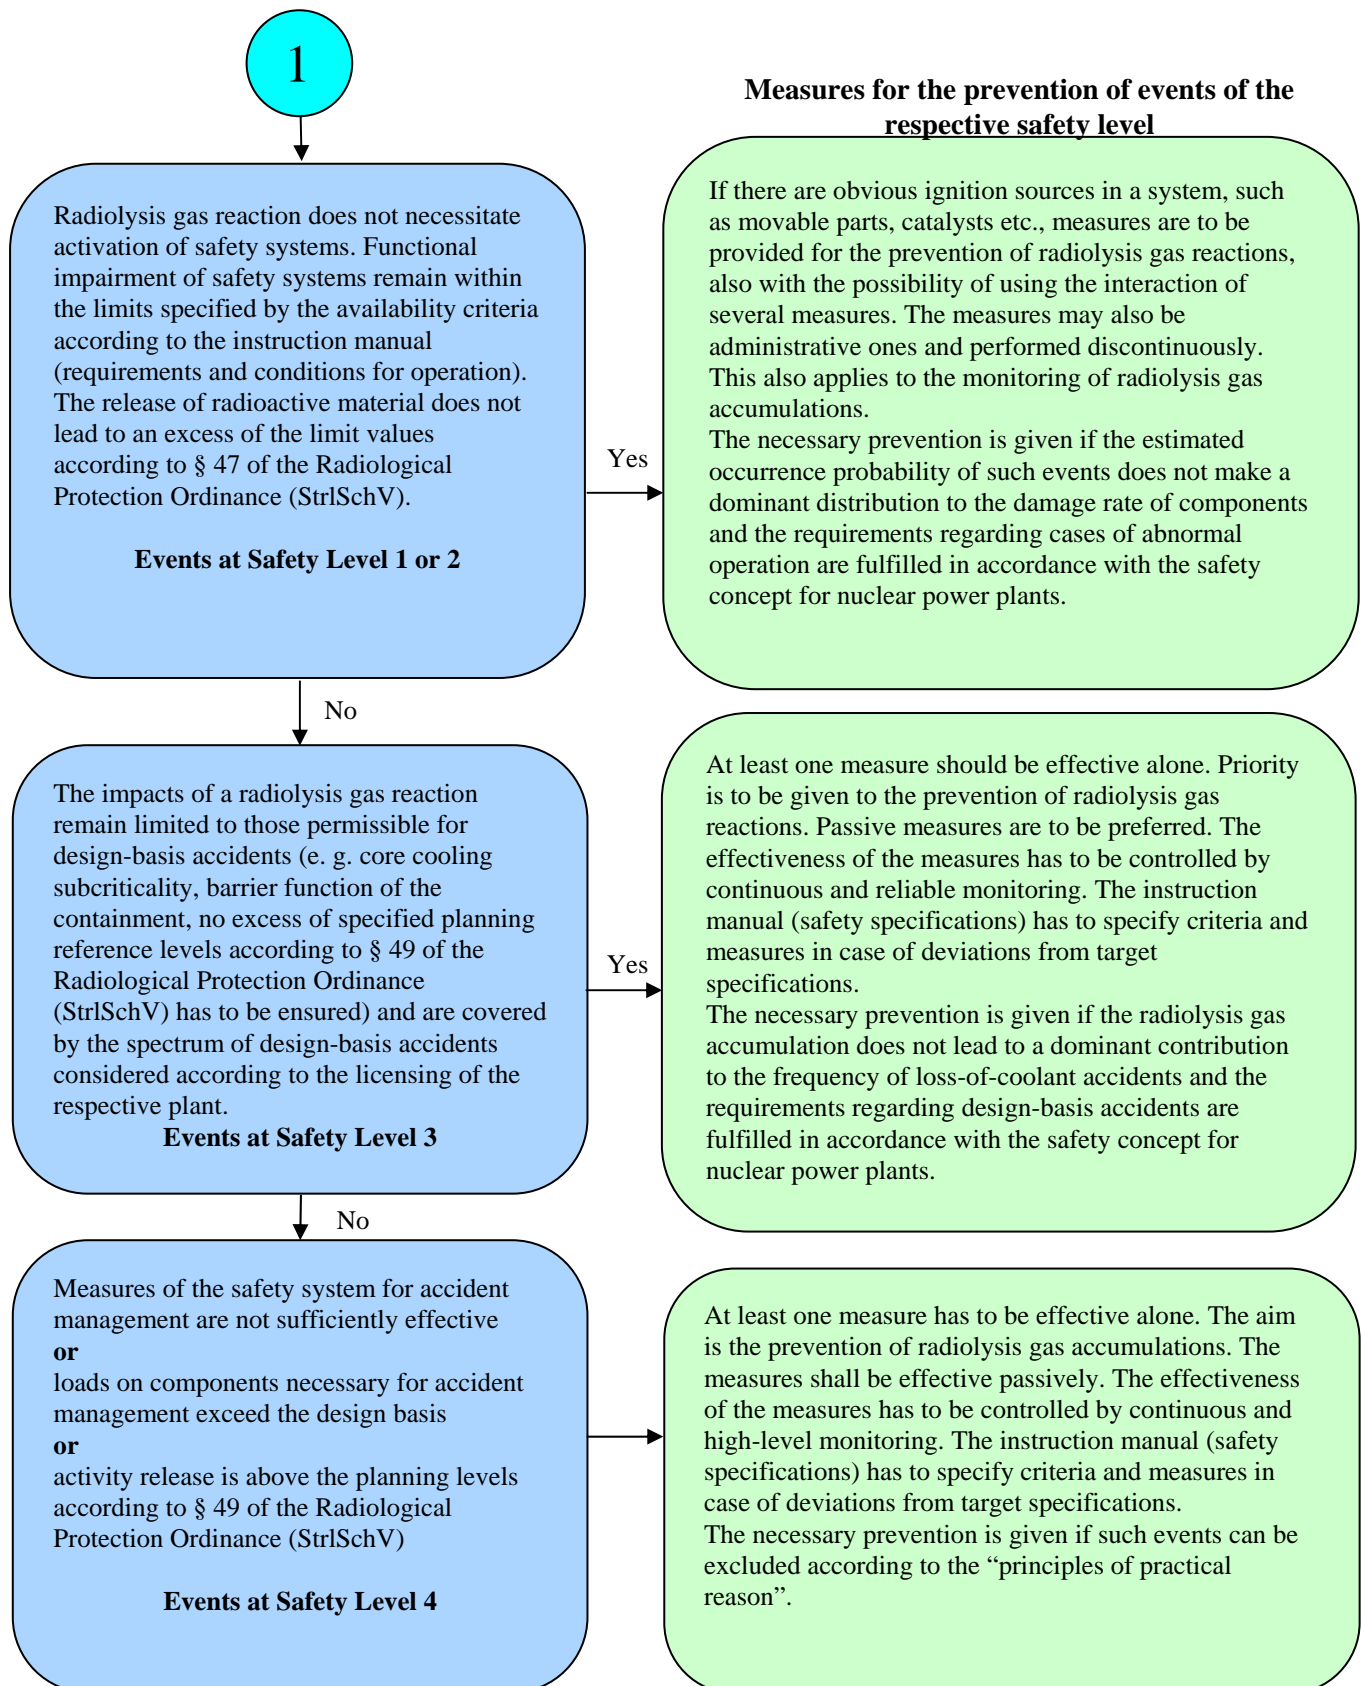 1
Measures for the prevention of events of the
respective safety level
Radiolysis gas reaction does not necessitate
activation of safety systems. Functional
impairment of safety systems remain within
the limits specified by the availability criteria
according to the instruction manual
(requirements and conditions for operation).
The release of radioactive material does not
lead to an excess of the limit values
according to § 47 of the Radiological
Protection Ordinance (StrlSchV).
Events at Safety Level 1 or 2
Yes
If there are obvious ignition sources in a system, such
as movable parts, catalysts etc., measures are to be
provided for the prevention of radiolysis gas reactions,
also with the possibility of using the interaction of
several measures. The measures may also be
administrative ones and performed discontinuously.
This also applies to the monitoring of radiolysis gas
accumulations.
The necessary prevention is given if the estimated
occurrence probability of such events does not make a
dominant distribution to the damage rate of components
and the requirements regarding cases of abnormal
operation are fulfilled in accordance with the safety
concept for nuclear power plants.
No
The impacts of a radiolysis gas reaction
remain limited to those permissible for
design-basis accidents (e. g. core cooling
subcriticality, barrier function of the
containment, no excess of specified planning
reference levels according to § 49 of the
Radiological Protection Ordinance
(StrlSchV) has to be ensured) and are covered
by the spectrum of design-basis accidents
considered according to the licensing of the
respective plant.
Events at Safety Level 3
Yes
At least one measure should be effective alone. Priority
is to be given to the prevention of radiolysis gas
reactions. Passive measures are to be preferred. The
effectiveness of the measures has to be controlled by
continuous and reliable monitoring. The instruction
manual (safety specifications) has to specify criteria and
measures in case of deviations from target
specifications.
The necessary prevention is given if the radiolysis gas
accumulation does not lead to a dominant contribution
to the frequency of loss-of-coolant accidents and the
requirements regarding design-basis accidents are
fulfilled in accordance with the safety concept for
nuclear power plants.
No
Measures of the safety system for accident
management are not sufficiently effective
or
loads on components necessary for accident
management exceed the design basis
or
activity release is above the planning levels
according to § 49 of the Radiological
Protection Ordinance (StrlSchV)
Events at Safety Level 4
At least one measure has to be effective alone. The aim
is the prevention of radiolysis gas accumulations. The
measures shall be effective passively. The effectiveness
of the measures has to be controlled by continuous and
high-level monitoring. The instruction manual (safety
specifications) has to specify criteria and measures in
case of deviations from target specifications.
The necessary prevention is given if such events can be
excluded according to the “principles of practical
reason”.